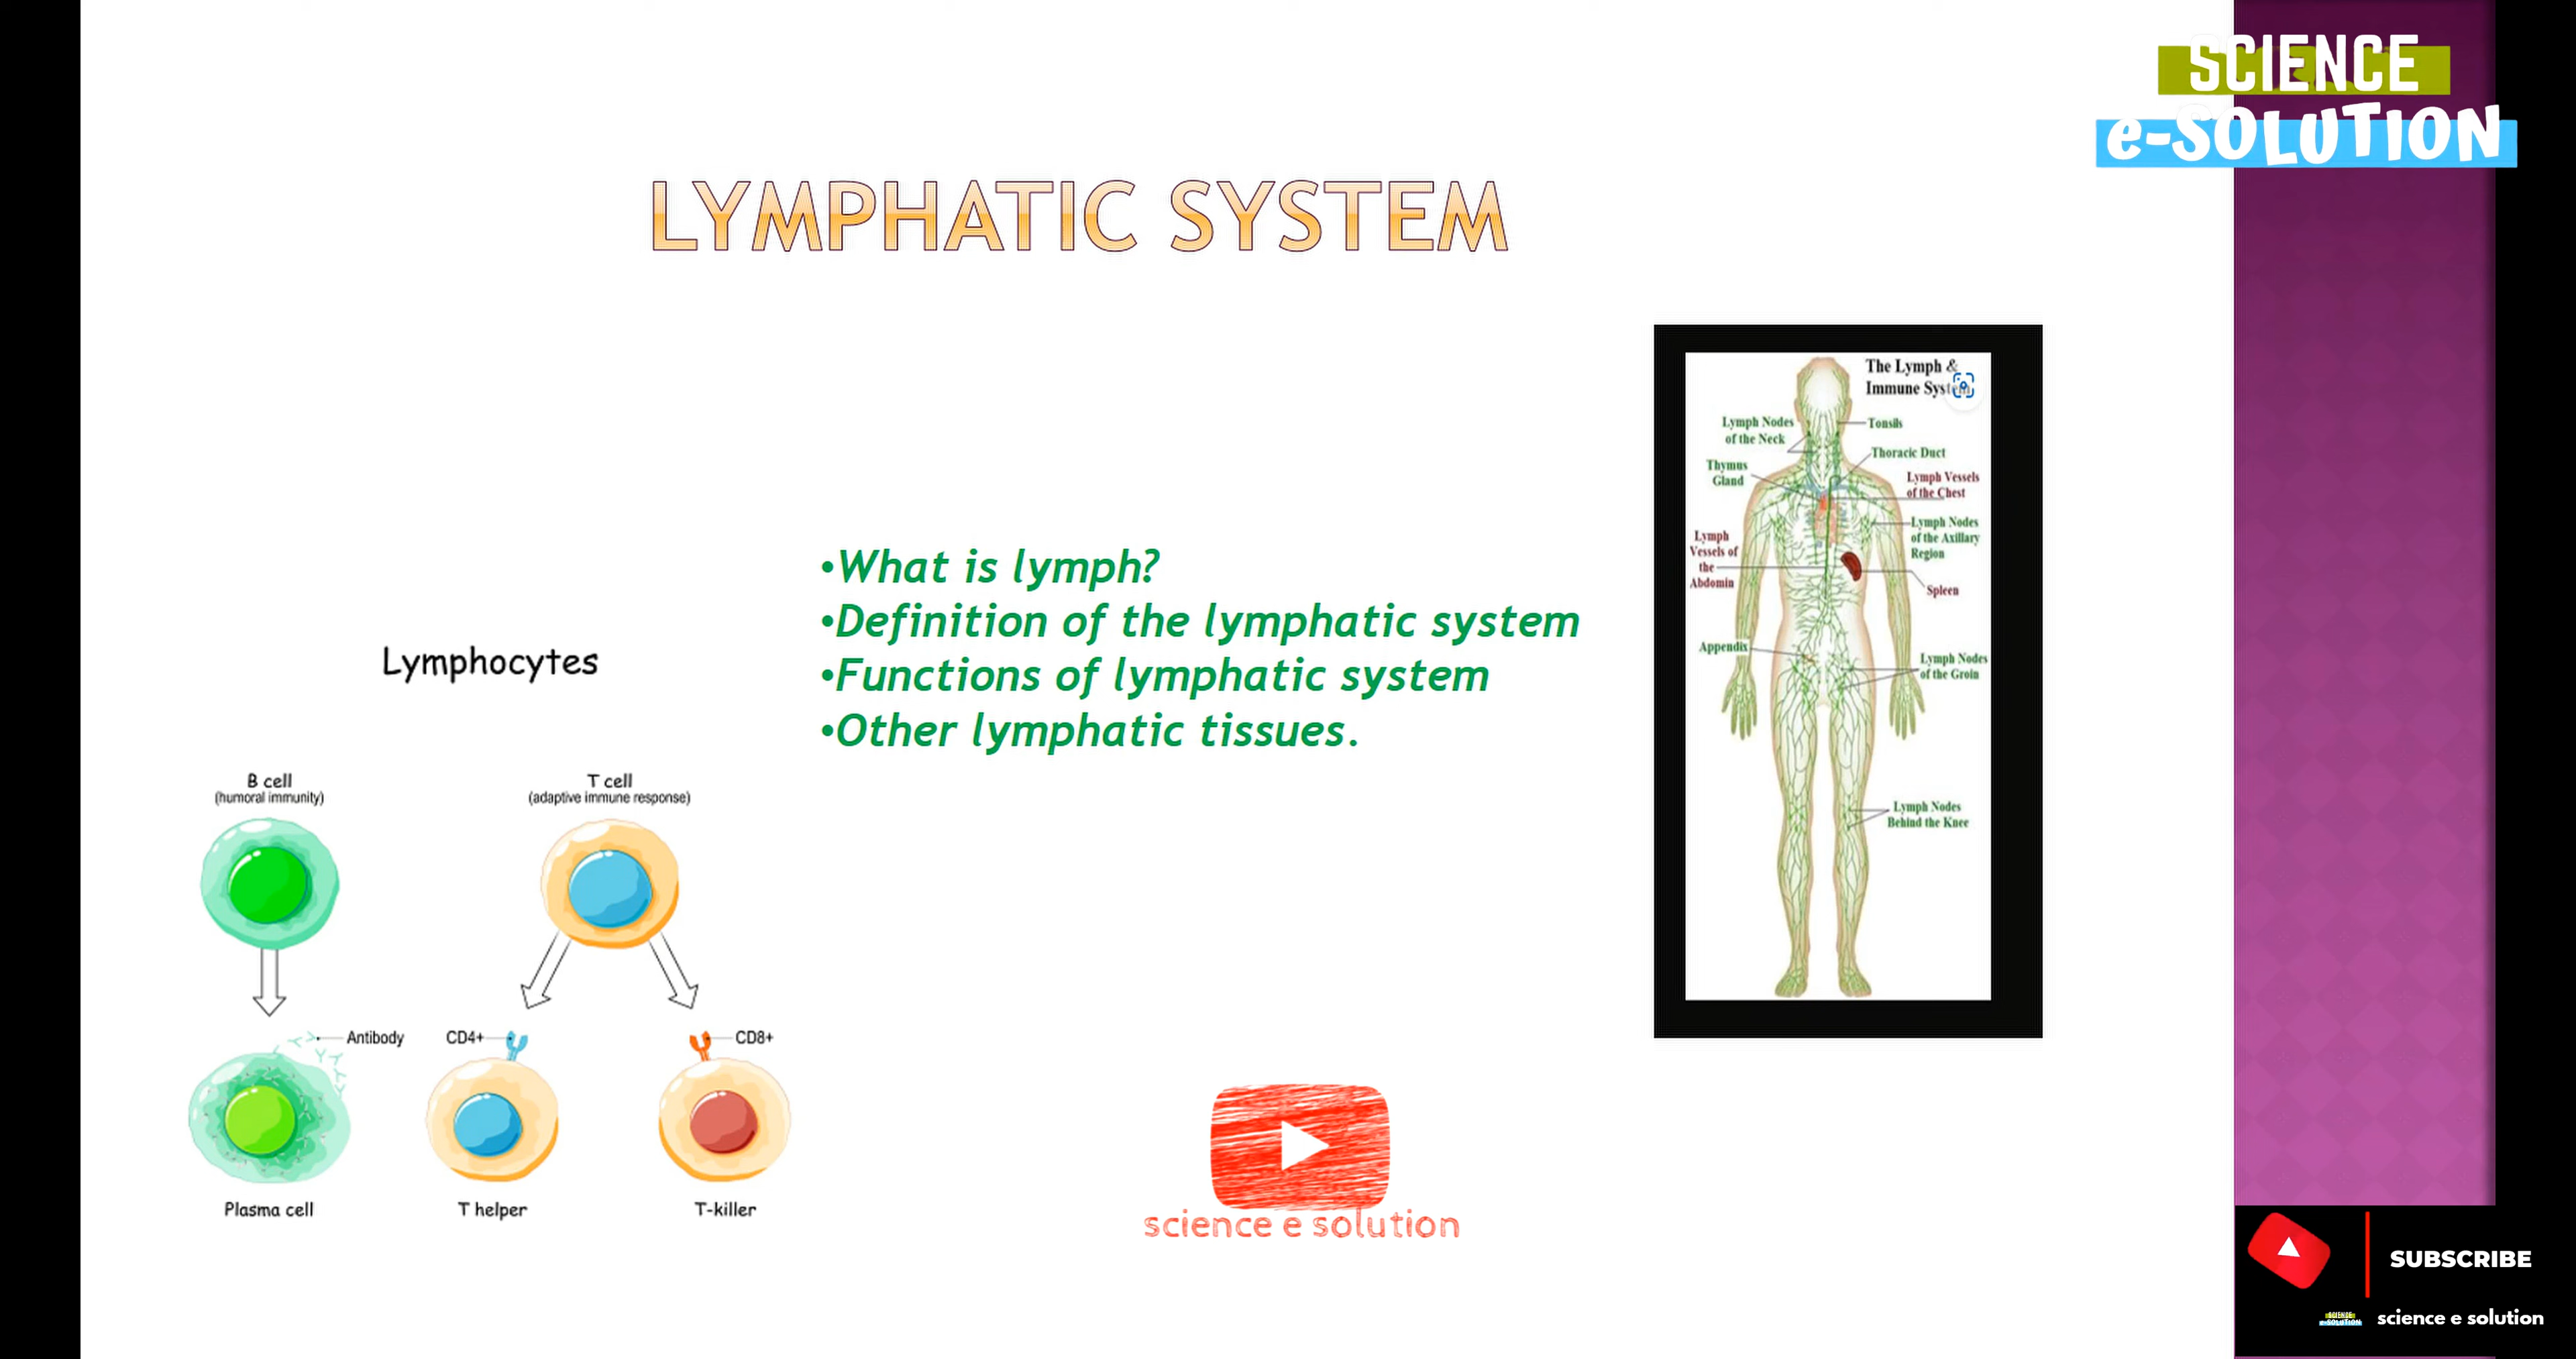 SCIENCE
e-SOLUTION
LYMPHATIC SYSTEM
•What is lymph?
•Definition of the lymphatic system
•Functions of lymphatic system
•Other lymphatic tissues.
Lymphocytes
B cell
(humoral immunity)
T cell
(adaptive immune response)
Antibody
CD4+
CD8+
Plasma cell
T helper
T-killer
The Lymph &
Immune System
Lymph Nodes
of the Neck
Tonsils
Thoracic Duct
Thymus
Gland
Lymph Vessels
of the Chest
Lymph Nodes
of the Axillary
Region
Lymph
Vessels of
the
Abdomin
Spleen
Appendix
Lymph Nodes
of the Groin
Lymph Nodes
Behind the Knee
science e solution
SUBSCRIBE
SCIENCE
e-SOLUTION
science e solution